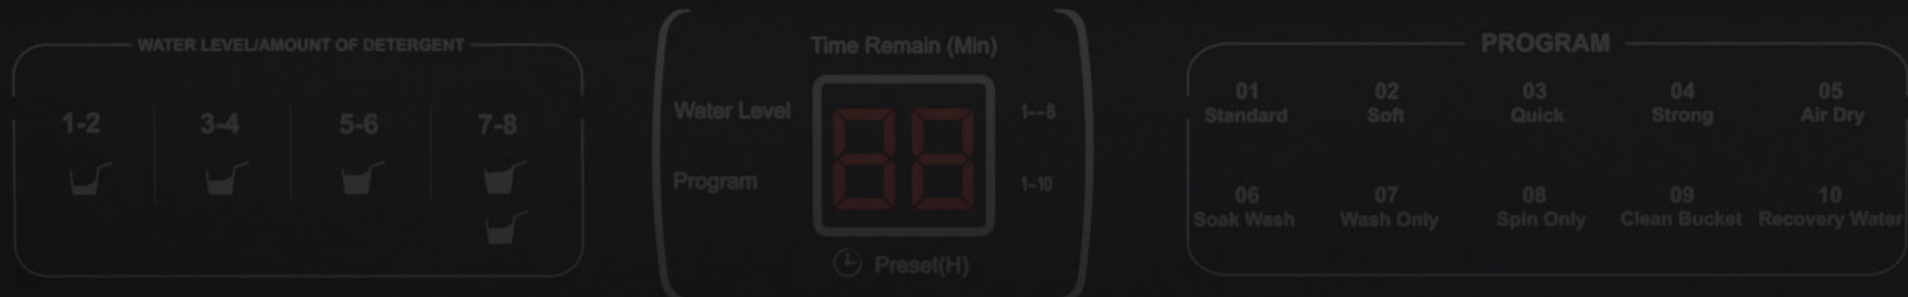 WATER LEVEL/AMOUNT OF DETERGENT
1-2 3-4 5-6 7-8
Time Remain (Min)
Water Level 1--8
88
Program 1-10
Preset(H)
PROGRAM
01 02 03 04 05
Standard Soft Quick Strong Air Dry
06 07 08 09 10
Soak Wash Wash Only Spin Only Clean Bucket Recovery Water